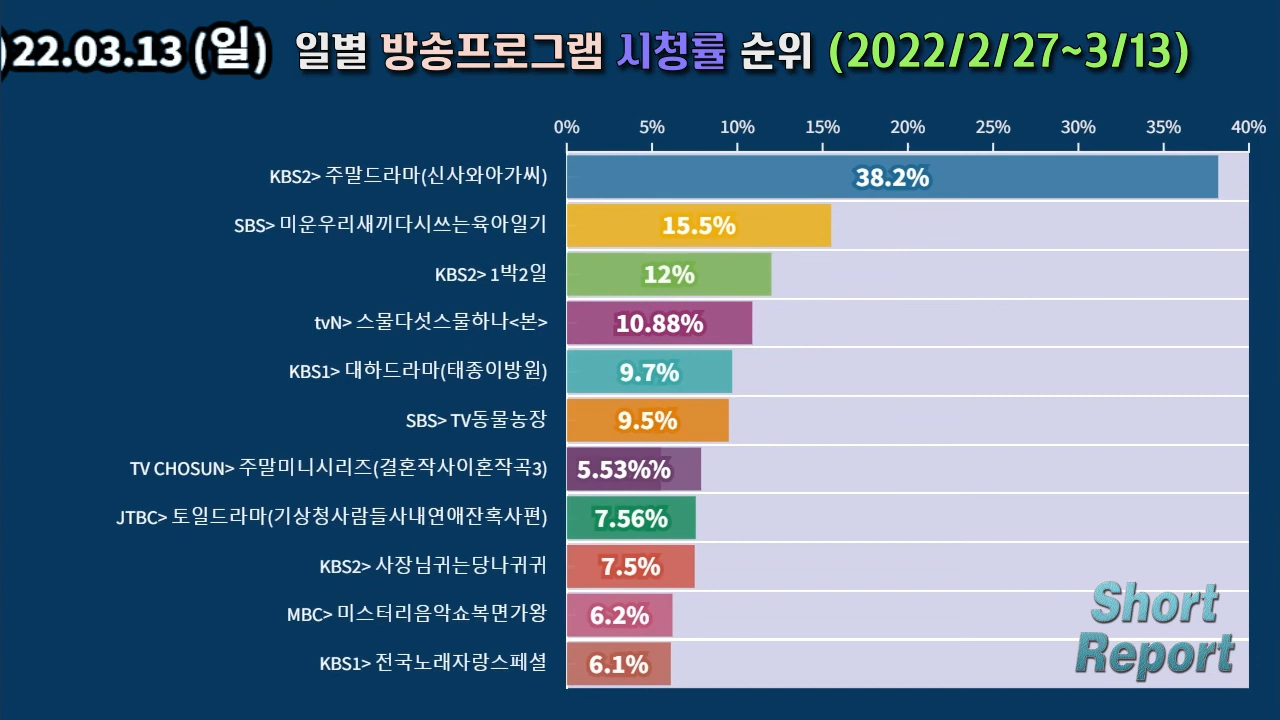 )22.03.13 (일) 일별 방송프로그램 시청률 순위 (2022/2/27~3/13)
0% 5% 10% 15% 20% 25% 30% 35% 40%
KBS2> 주말드라마(신사와아가씨) 38.2%
SBS> 미운우리새끼다시쓰는육아일기 15.5%
KBS2> 1박2일 12%
tvN> 스물다섯스물하나<본> 10.88%
KBS1> 대하드라마(태종이방원) 9.7%
SBS> TV동물농장 9.5%
TV CHOSUN> 주말미니시리즈(결혼작사이혼작곡3) 5.53%%
JTBC> 토일드라마(기상청사람들사내연애잔혹사편) 7.56%
KBS2> 사장님귀는당나귀귀 7.5%
MBC> 미스터리음악쇼복면가왕 6.2%
KBS1> 전국노래자랑스페셜 6.1%
Short
Report